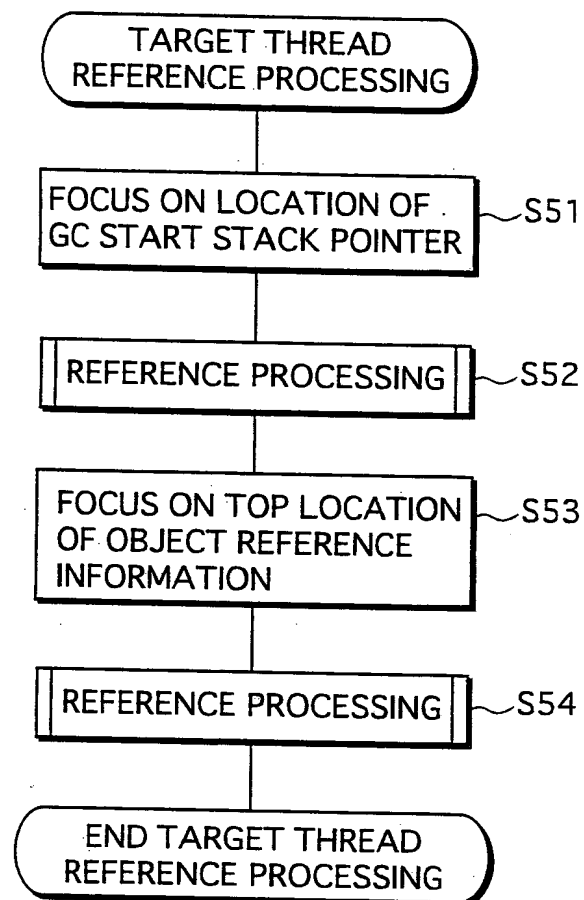 TARGET THREAD
REFERENCE PROCESSING
FOCUS ON LOCATION OF
GC START STACK POINTER
S51
REFERENCE PROCESSING
S52
FOCUS ON TOP LOCATION
OF OBJECT REFERENCE
INFORMATION
S53
REFERENCE PROCESSING
S54
END TARGET THREAD
REFERENCE PROCESSING